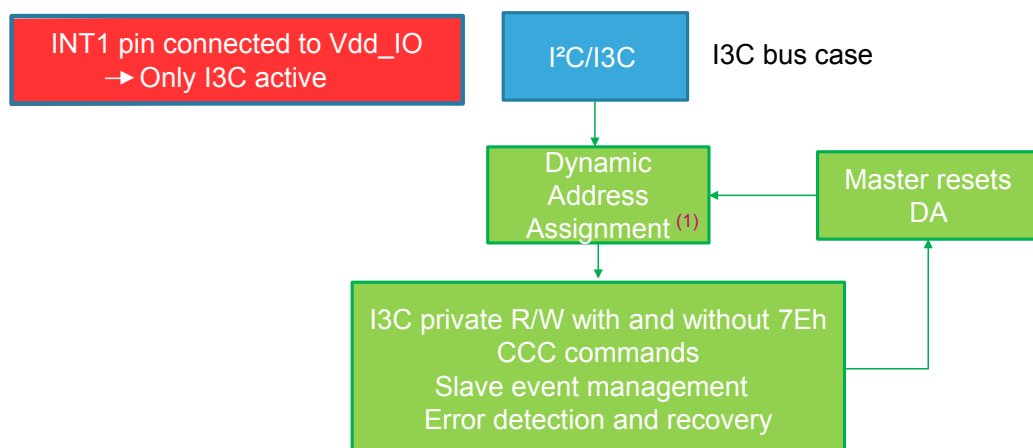 INT1 pin connected to Vdd_IO
→ Only I3C active
I²C/I3C
I3C bus case
Dynamic
Address
Assignment (1)
Master resets
DA
I3C private R/W with and without 7Eh
CCC commands
Slave event management
Error detection and recovery